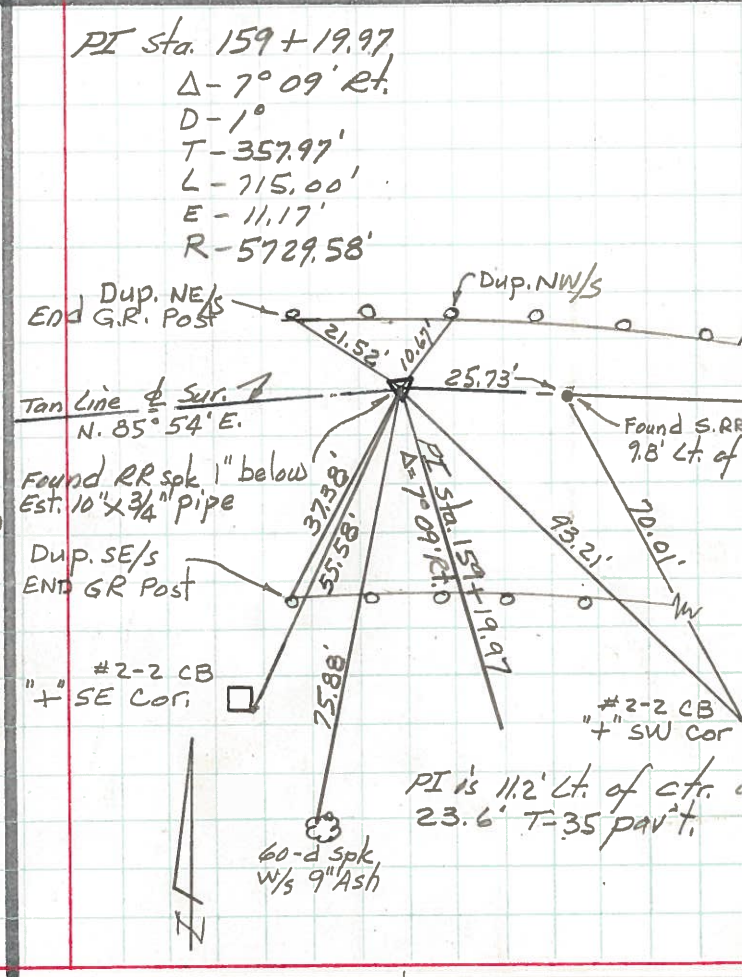 PI Sta. 159+19.97
Δ - 7° 09' Rt.
D - 1°
T - 357.97'
L - 715.00'
E - 11.17'
R - 5729.58'
Dup. NE/s
End G.R. Post
Dup. NW/s
21.52'
10.67'
25.73'
Tan Line ℄ Sur.
N. 85° 54' E.
Found S.RR
9.8' Lt. of
Found RR spk 1" below
Est. 10" x 3/4" pipe
37.38'
55.58'
PI Sta. 159+19.97
Δ= 7° 09' Rt.
93.21'
70.01'
Dup. SE/s
END GR Post
#2-2 CB
"+" SE Cor.
75.88'
#2-2 CB
"+" SW Cor
PI is 11.2' Lt. of ctr.
23.6' T-35 pav't.
60-d spk
w/s 9" Ash
N